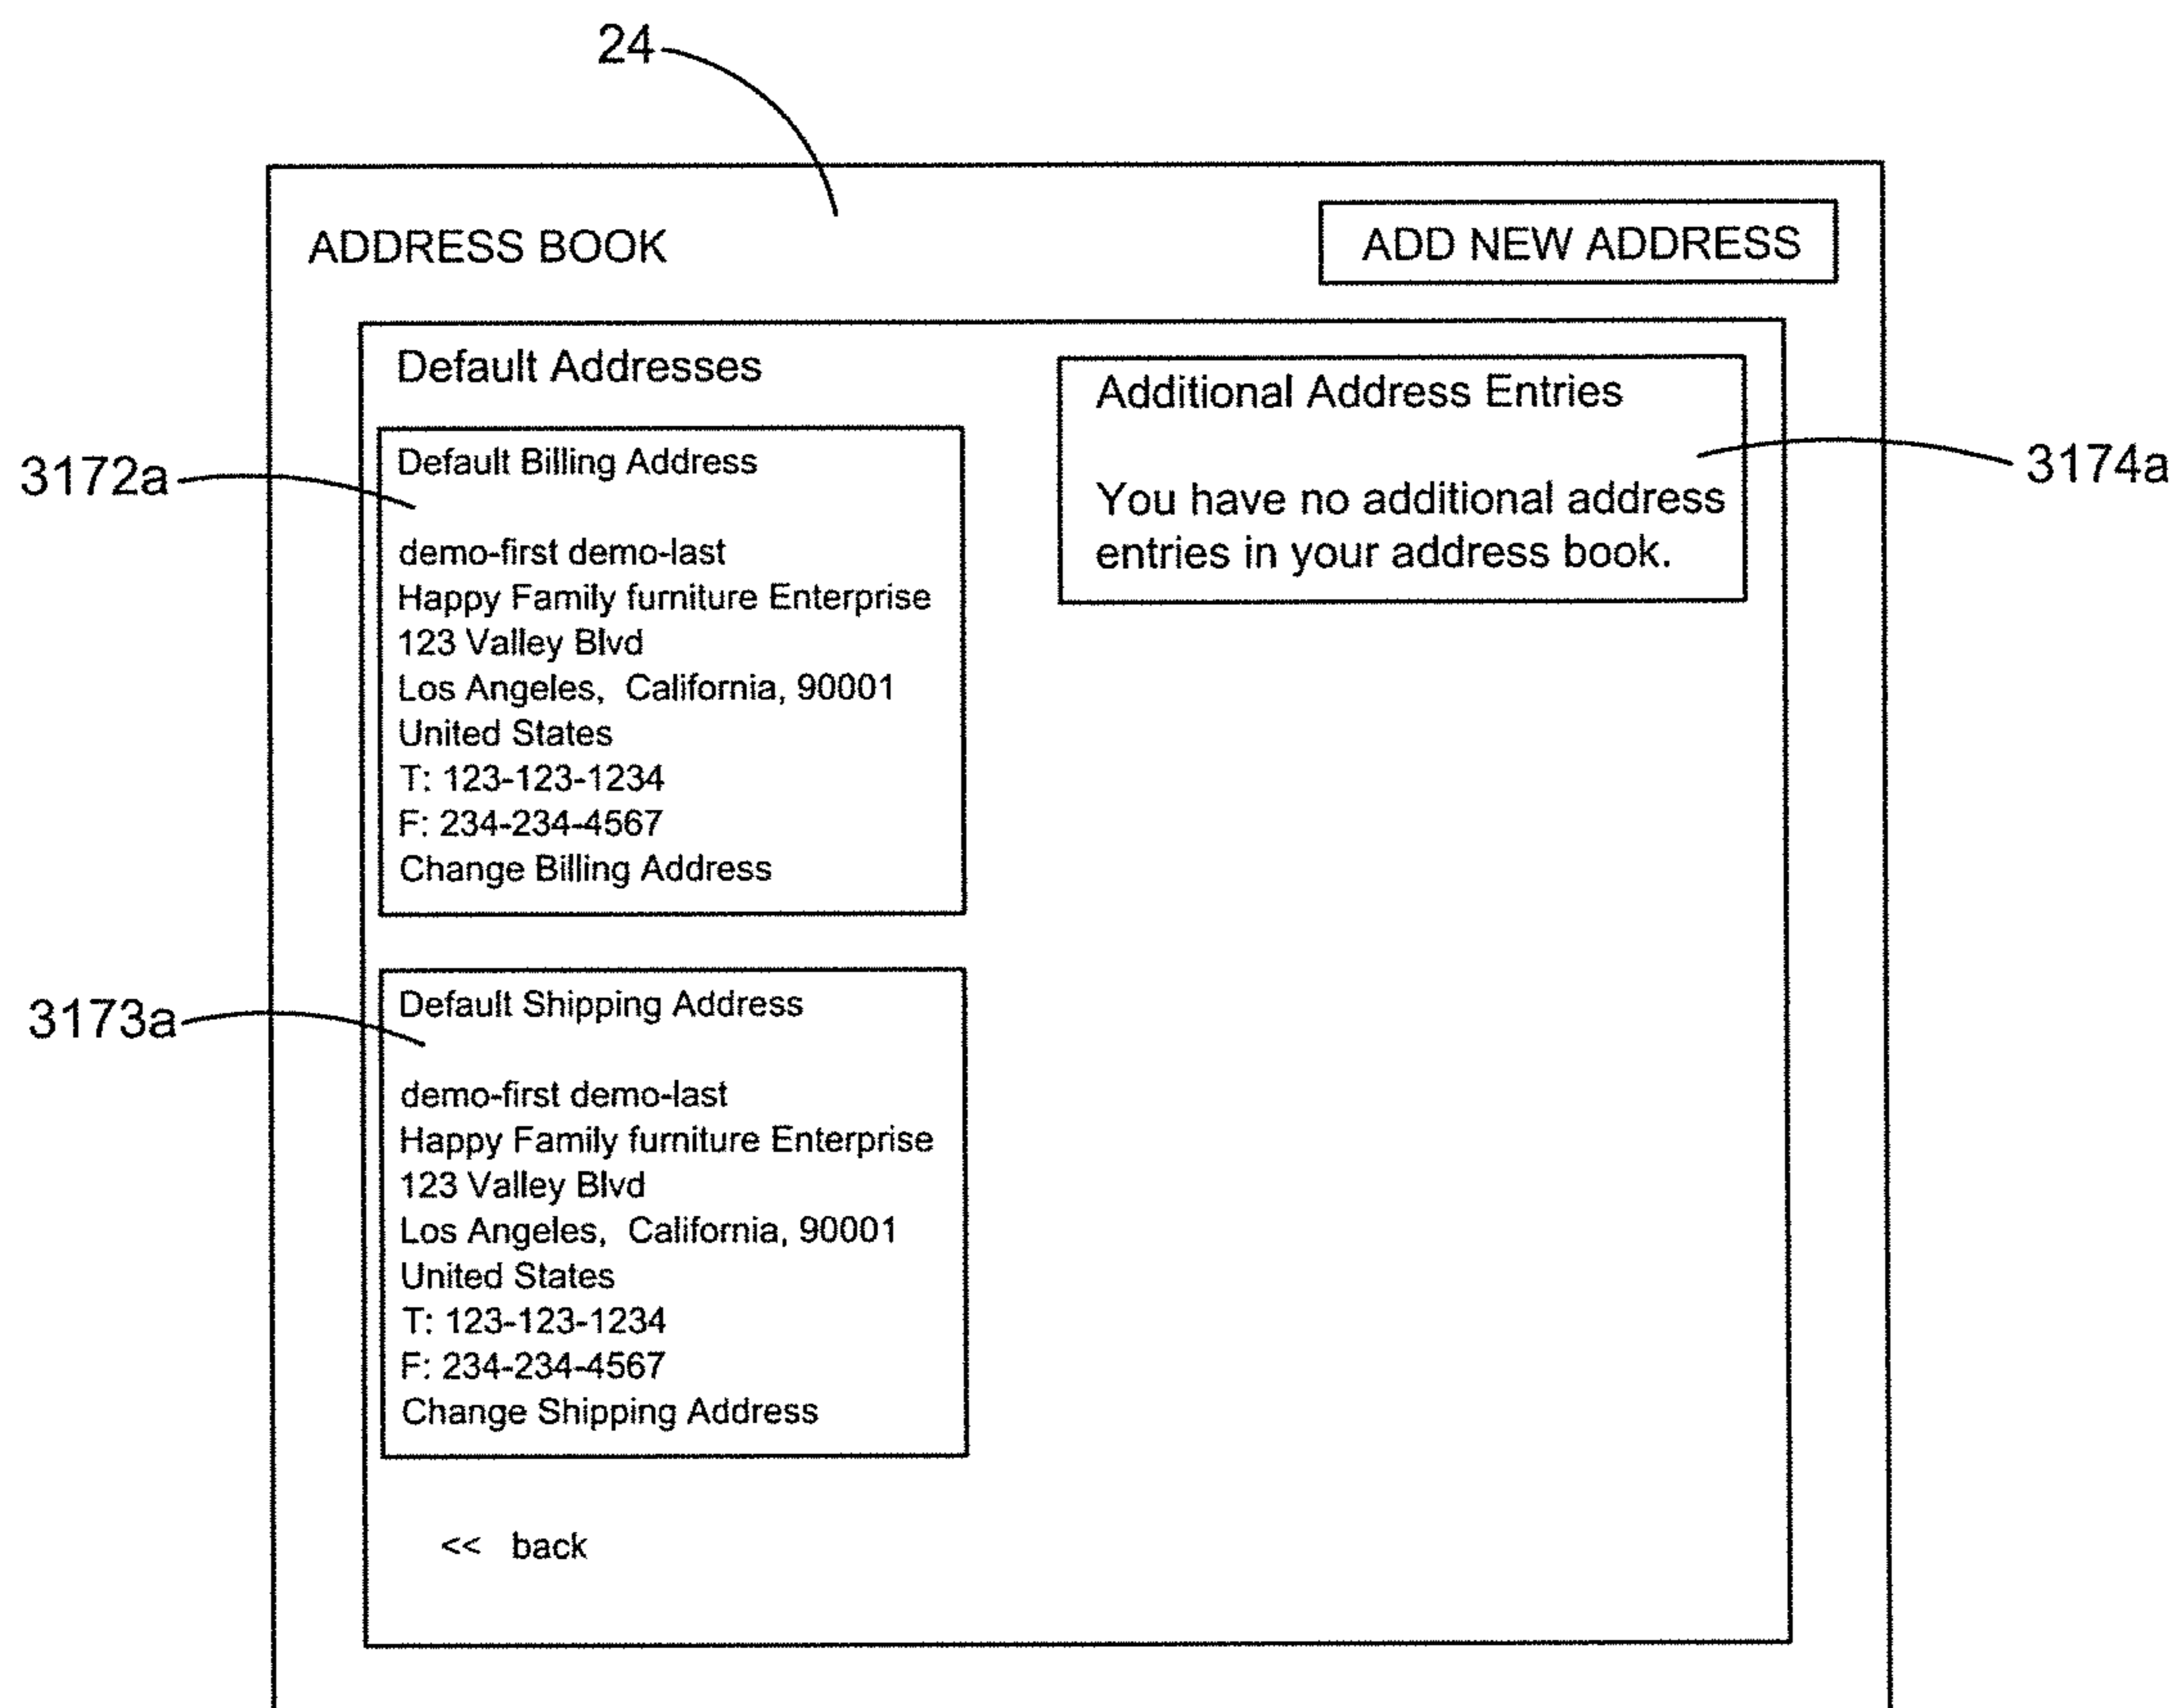 24
ADDRESS BOOK
ADD NEW ADDRESS
Default Addresses
3172a
Default Billing Address
demo-first demo-last
Happy Family furniture Enterprise
123 Valley Blvd
Los Angeles,  California, 90001
United States
T: 123-123-1234
F: 234-234-4567
Change Billing Address
Additional Address Entries
You have no additional address
entries in your address book.
3174a
3173a
Default Shipping Address
demo-first demo-last
Happy Family furniture Enterprise
123 Valley Blvd
Los Angeles,  California, 90001
United States
T: 123-123-1234
F: 234-234-4567
Change Shipping Address
<< back